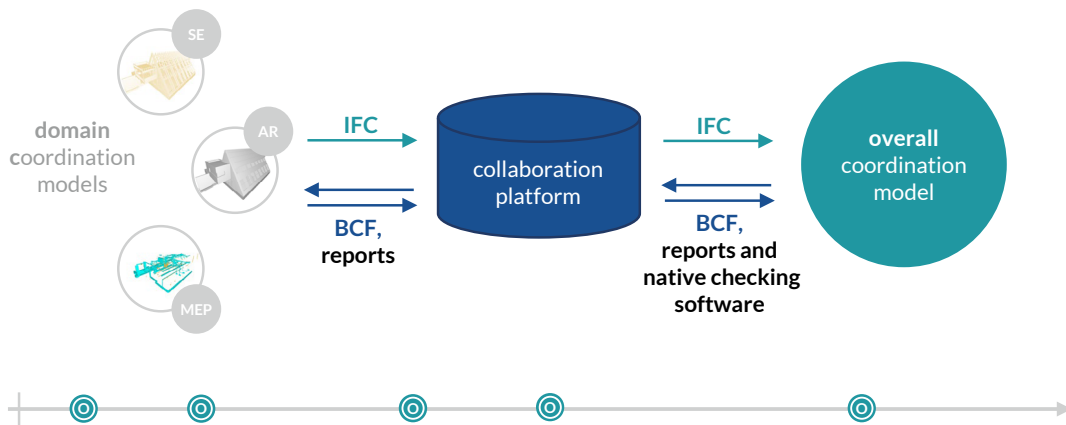 SE
AR
MEP
domain
coordination
models
IFC
BCF,
reports
collaboration
platform
IFC
BCF,
reports and
native checking
software
overall
coordination
model